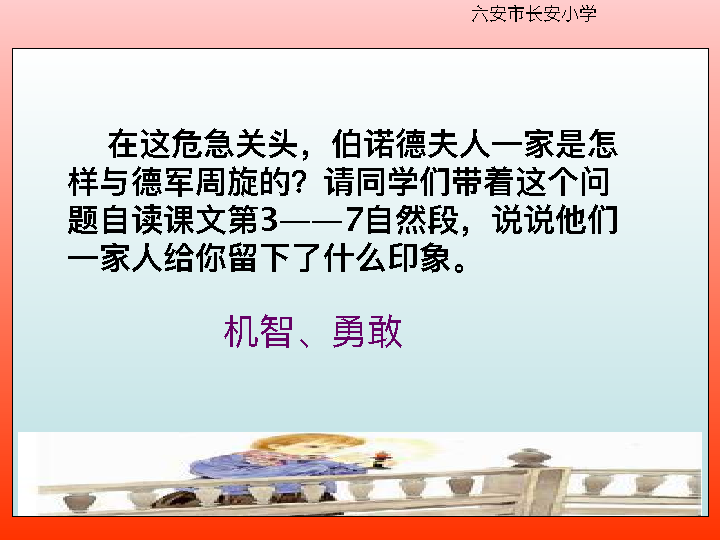 六安市长安小学
在这危急关头，伯诺德夫人一家是怎
样与德军周旋的？请同学们带着这个问
题自读课文第3——7自然段，说说他们
一家人给你留下了什么印象。
机智、勇敢